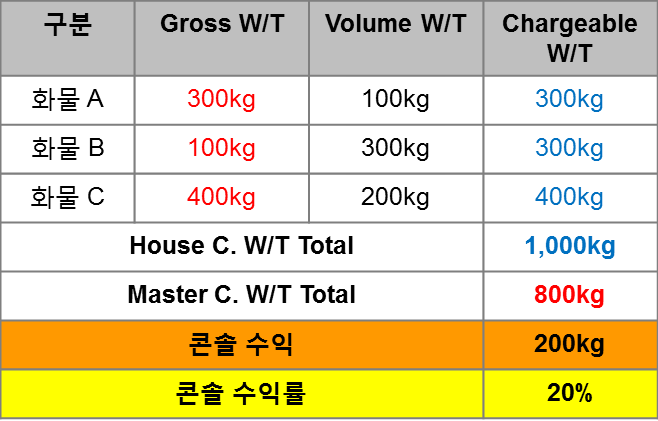 구분 Gross W/T Volume W/T Chargeable
W/T
화물 A 300kg 100kg 300kg
화물 B 100kg 300kg 300kg
화물 C 400kg 200kg 400kg
House C. W/T Total 1,000kg
Master C. W/T Total 800kg
콘솔 수익 200kg
콘솔 수익률 20%